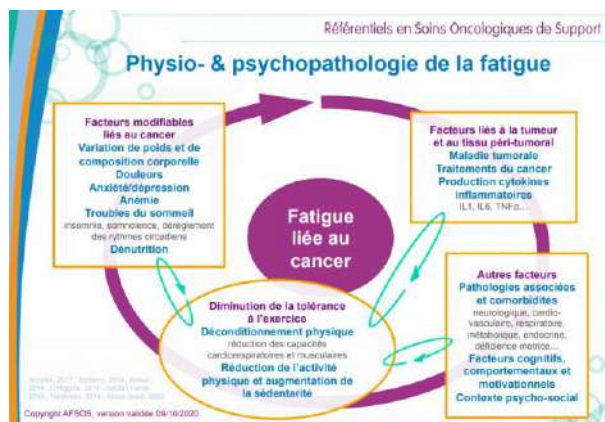 Référentiels en Soins Oncologiques de Support
Physio- & psychopathologie de la fatigue
Facteurs modifiables
liés au cancer
Variation de poids et de
composition corporelle
Douleurs
Anxiété/dépression
Anémie
Troubles du sommeil
insomnie, somnolence, dérèglement
des rythmes circadiens
Dénutrition
Facteurs liés à la tumeur
et au tissu péri-tumoral
Maladie tumorale
Traitements du cancer
Production cytokines
inflammatoires
IL1, IL6, TNFα…
Fatigue
liée au
cancer
Diminution de la tolérance
à l'exercice
Déconditionnement physique
réduction des capacités
cardiorespiratoires et musculaires
Réduction de l'activité
physique et augmentation de
la sédentarité
Autres facteurs
Pathologies associées
et comorbidités
neurologique, cardio-
vasculaire, respiratoire,
métabolique, endocrine,
déficience motrice…
Facteurs cognitifs,
comportementaux et
motivationnels
Contexte psycho-social
Copyright AFSOS, version validée 09/10/2020